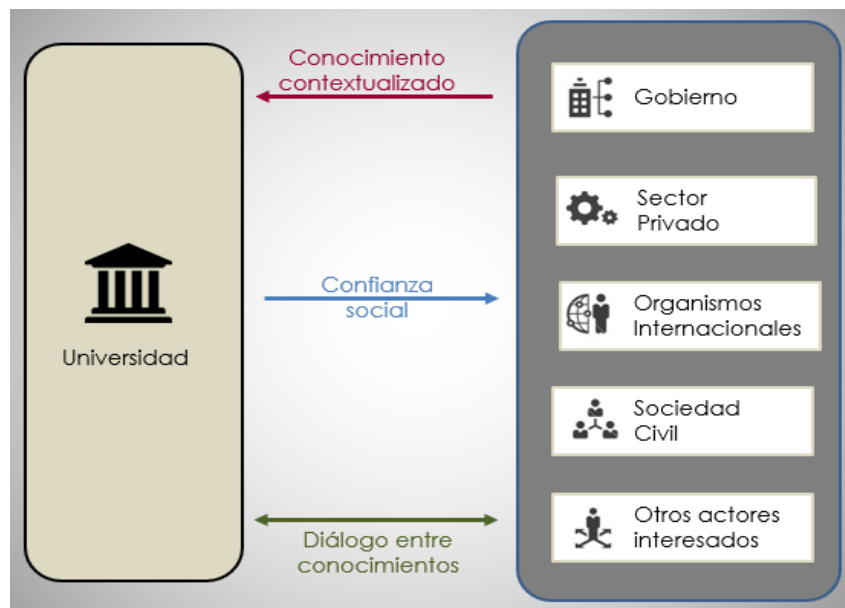 Conocimiento
contextualizado
Gobierno
Sector
Privado
Confianza
social
Organismos
Internacionales
Universidad
Sociedad
Civil
Diálogo entre
conocimientos
Otros actores
interesados